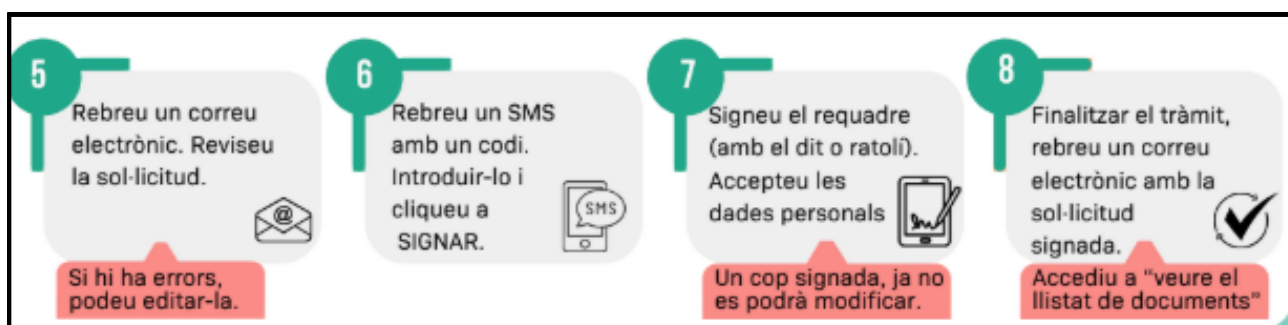 5
Rebreu un correu
electrònic. Reviseu
la sol·licitud.
@
Si hi ha errors,
podeu editar-la.
6
Rebreu un SMS
amb un codi.
Introduir-lo i
cliqueu a
SIGNAR.
SMS
7
Signeu el requadre
(amb el dit o ratolí).
Accepteu les
dades personals
Un cop signada, ja no
es podrà modificar.
8
Finalitzar el tràmit,
rebreu un correu
electrònic amb la
sol·licitud
signada.
Accediu a “veure el
llistat de documents”